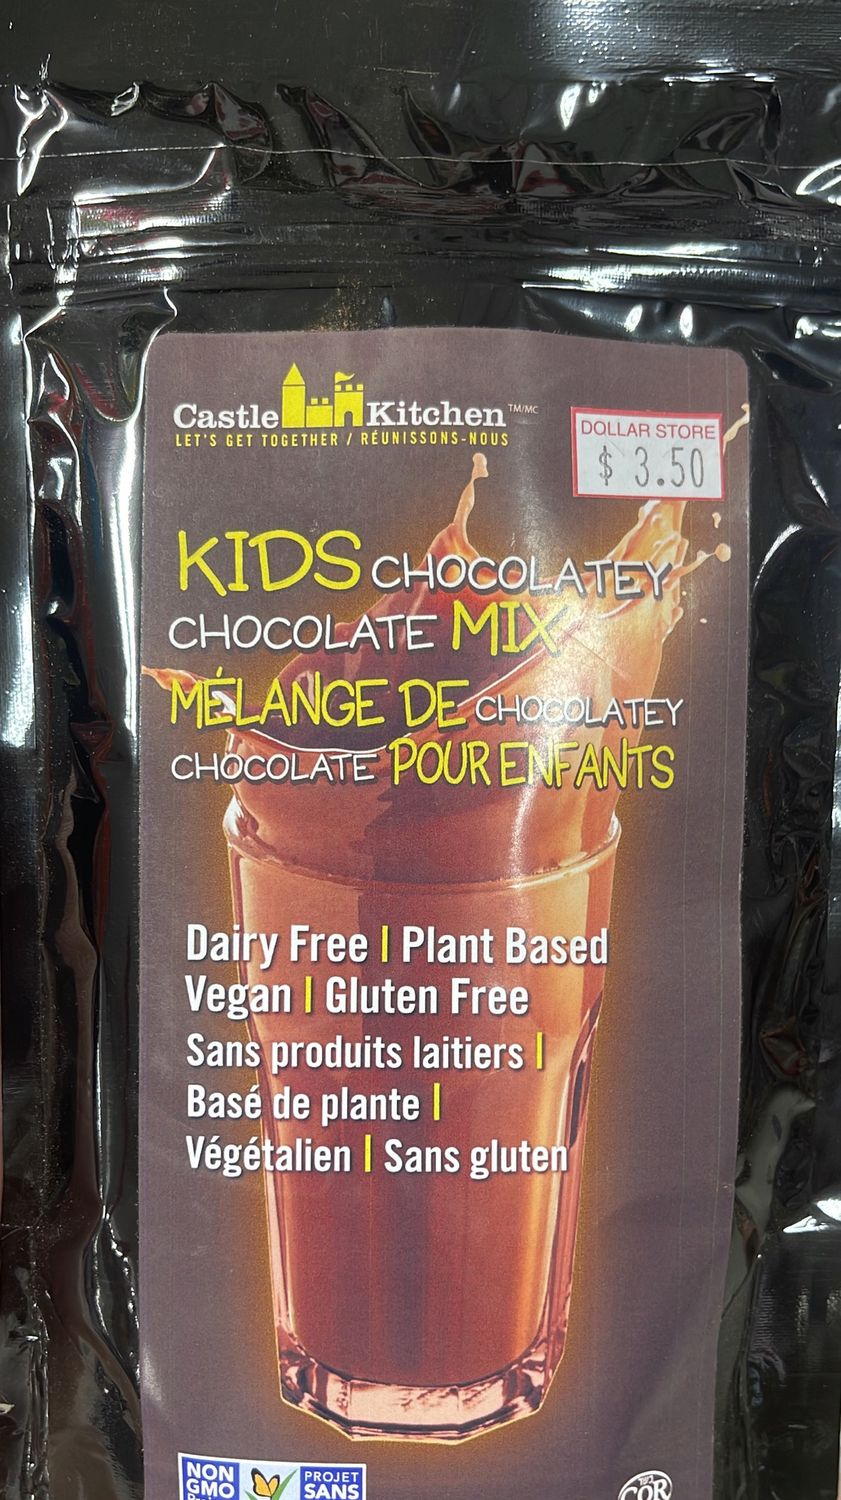 Castle Kitchen TM/MC
LET'S GET TOGETHER / RÉUNISSONS-NOUS
DOLLAR STORE
$ 3.50
KIDS CHOCOLATEY
CHOCOLATE MIX
MÉLANGE DE CHOCOLATEY
CHOCOLATE POUR ENFANTS
Dairy Free | Plant Based
Vegan | Gluten Free
Sans produits laitiers |
Basé de plante |
Végétalien | Sans gluten
NON
GMO
PROJET
SANS
COR